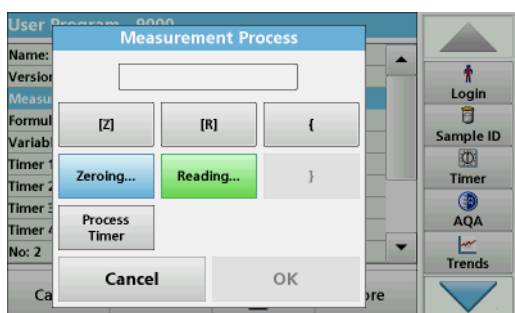 User Program 9000
Measurement Process
Name:
Version
Measu
Formul
Variabl
Timer 1
Timer 2
Timer 3
Timer 4
No: 2
[Z]
[R]
{
Zeroing...
Reading...
}
Process
Timer
Cancel
OK
Ca
ore
Login
Sample ID
Timer
AQA
Trends